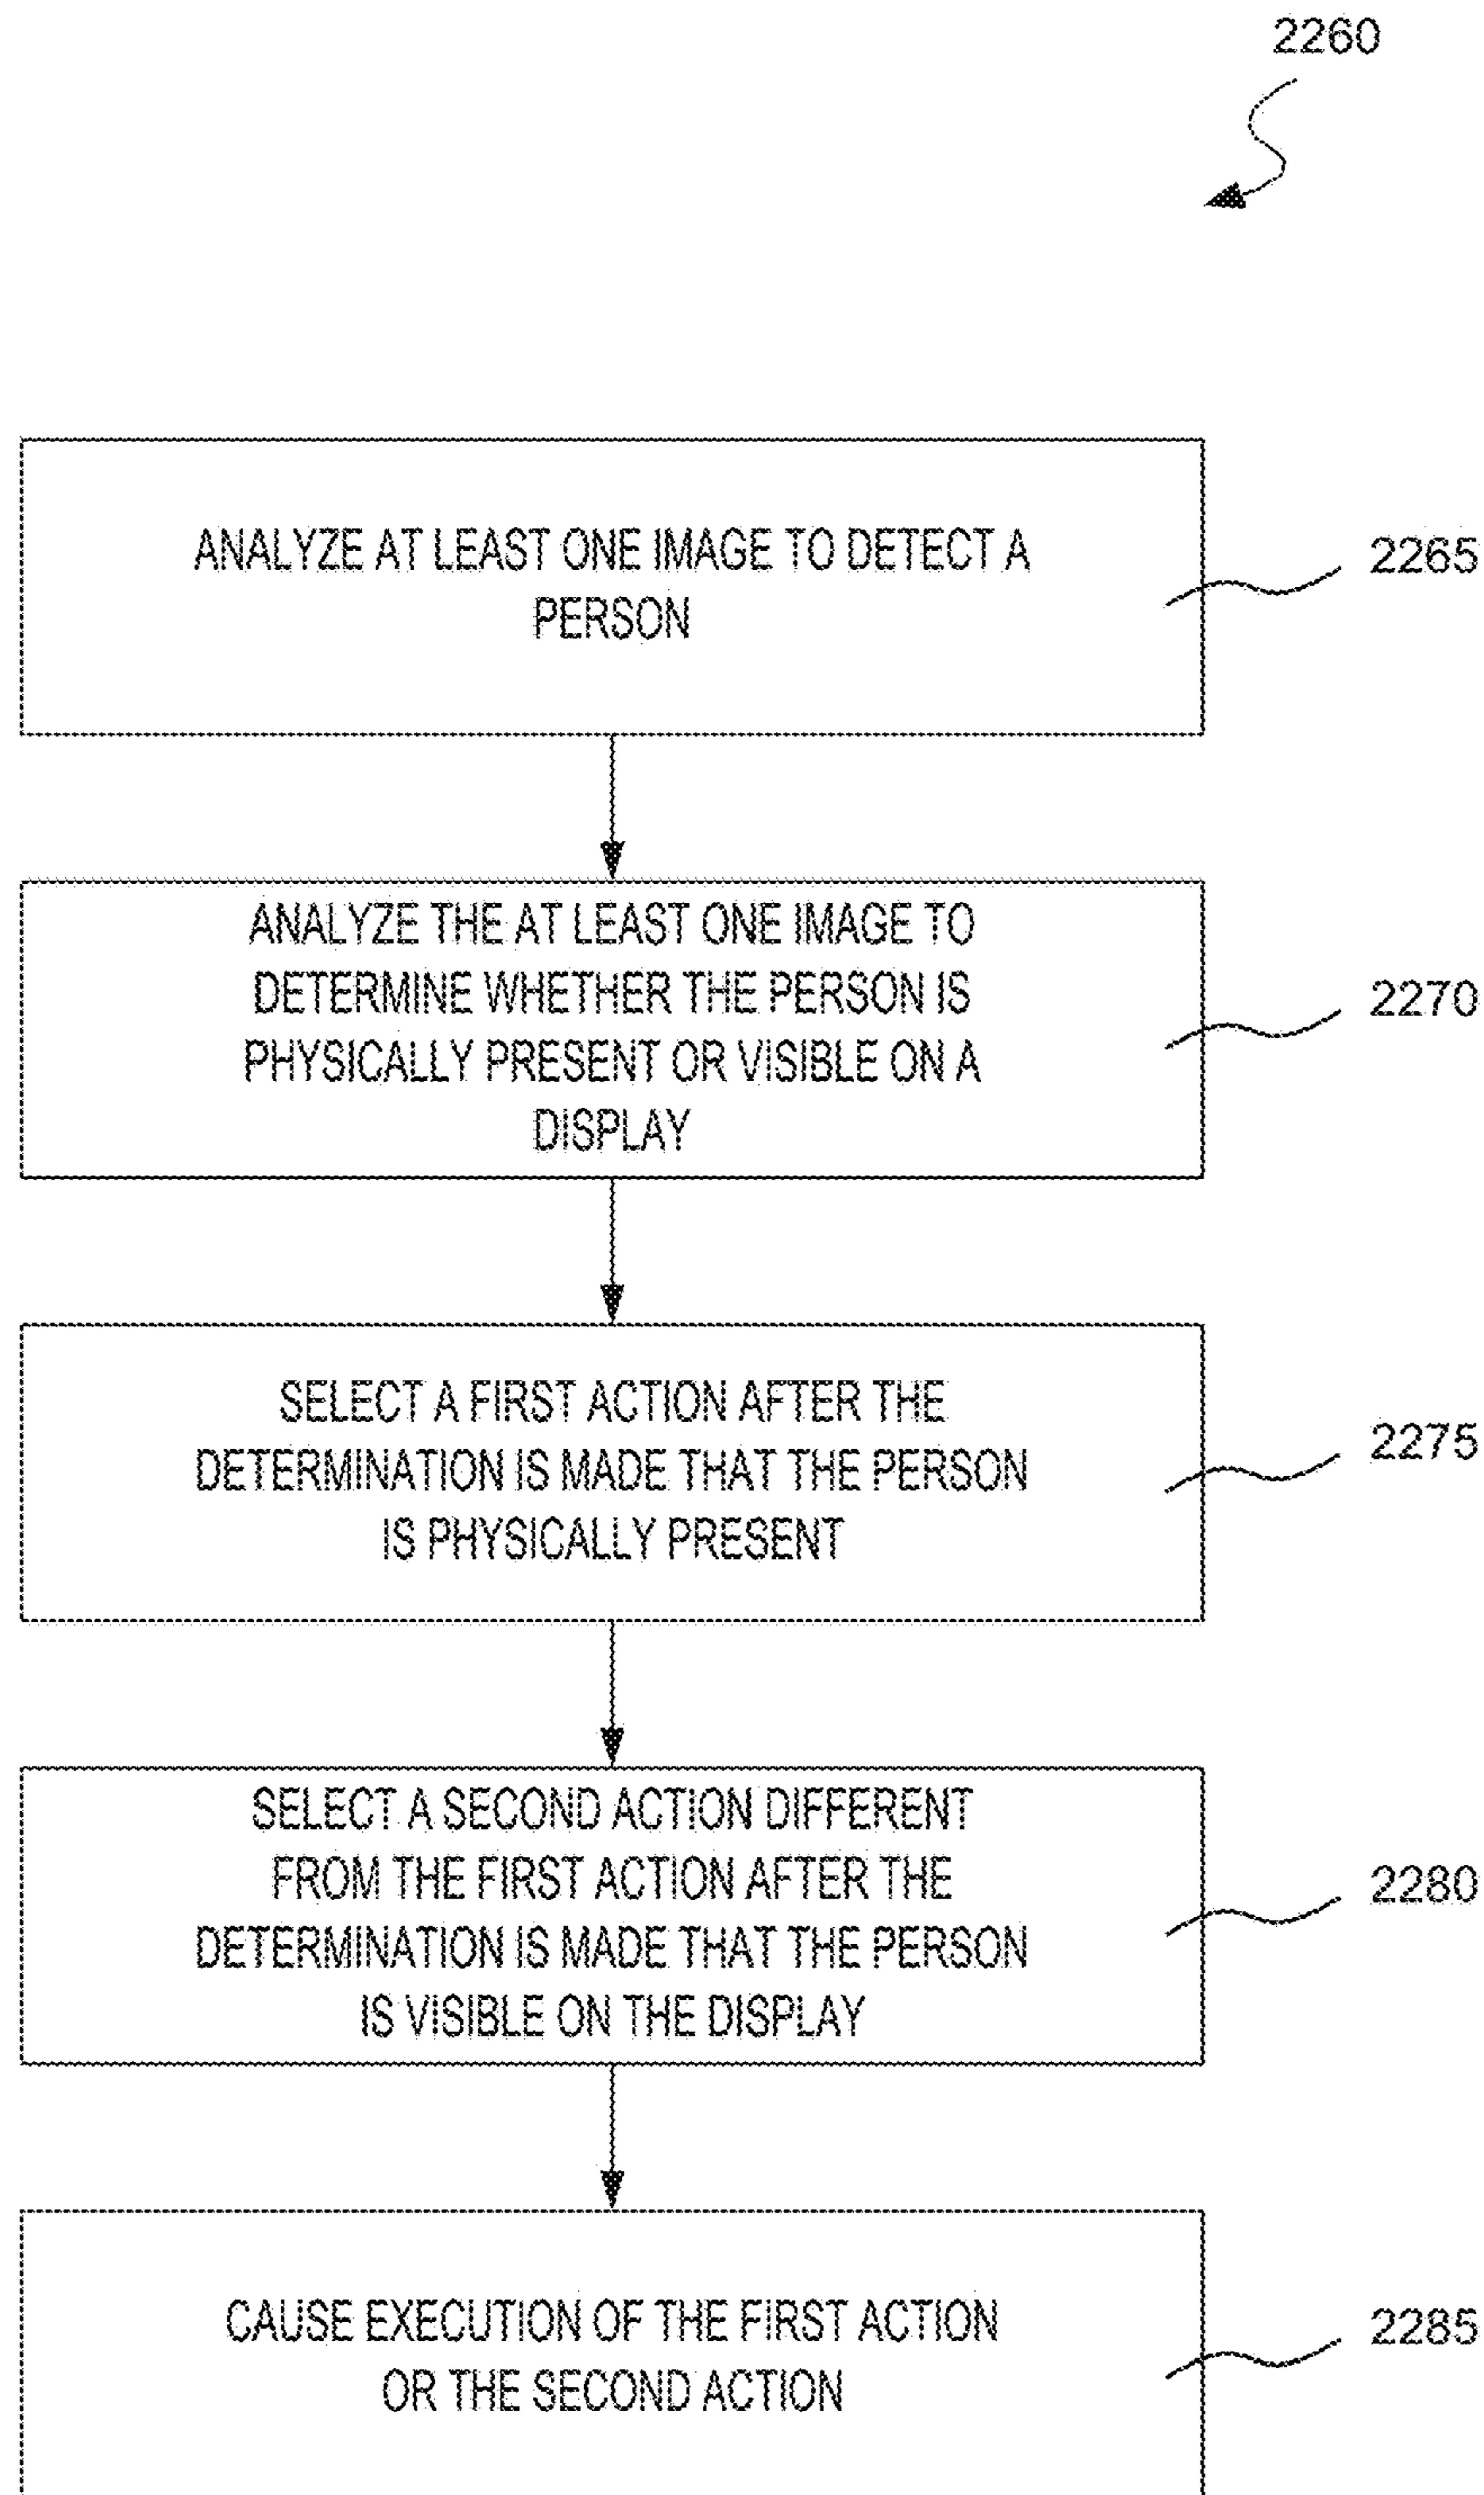 2260
ANALYZE AT LEAST ONE IMAGE TO DETECT A
PERSON
2265
ANALYZE THE AT LEAST ONE IMAGE TO
DETERMINE WHETHER THE PERSON IS
PHYSICALLY PRESENT OR VISIBLE ON A
DISPLAY
2270
SELECT A FIRST ACTION AFTER THE
DETERMINATION IS MADE THAT THE PERSON
IS PHYSICALLY PRESENT
2275
SELECT A SECOND ACTION DIFFERENT
FROM THE FIRST ACTION AFTER THE
DETERMINATION IS MADE THAT THE PERSON
IS VISIBLE ON THE DISPLAY
2280
CAUSE EXECUTION OF THE FIRST ACTION
OR THE SECOND ACTION
2285